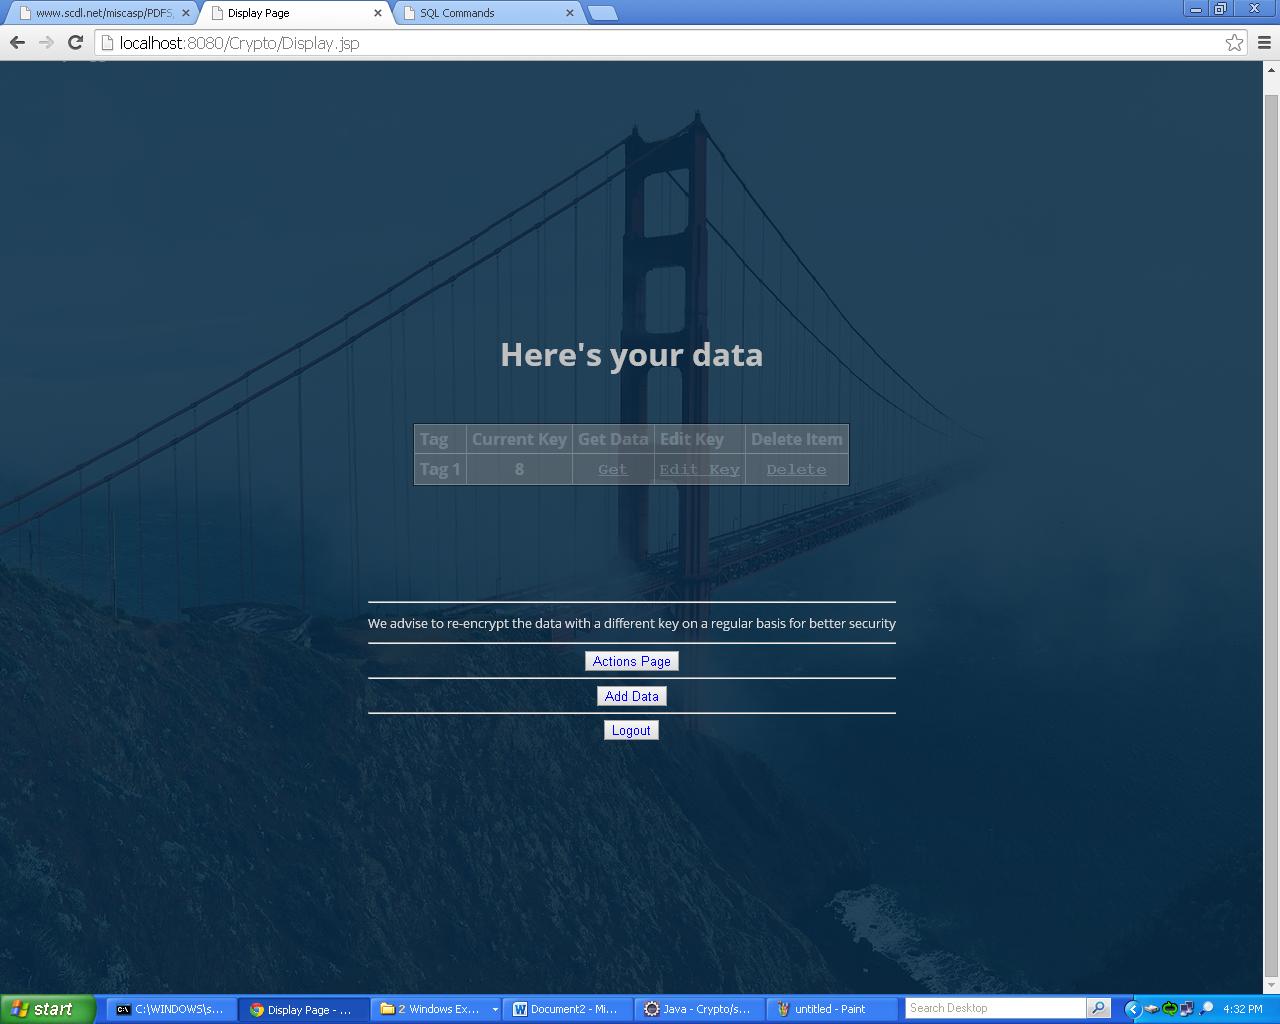 www.scdl.net/miscasp/PDFS
Display Page
SQL Commands
localhost:8080/Crypto/Display.jsp
Here's your data
Tag Current Key Get Data Edit Key Delete Item
Tag 1 8 Get Edit Key Delete
We advise to re-encrypt the data with a different key on a regular basis for better security
Actions Page
Add Data
Logout
start C:\WINDOWS\s... Display Page - ... 2 Windows Ex... Document2 - Mi... Java - Crypto/s... untitled - Paint Search Desktop 4:32 PM